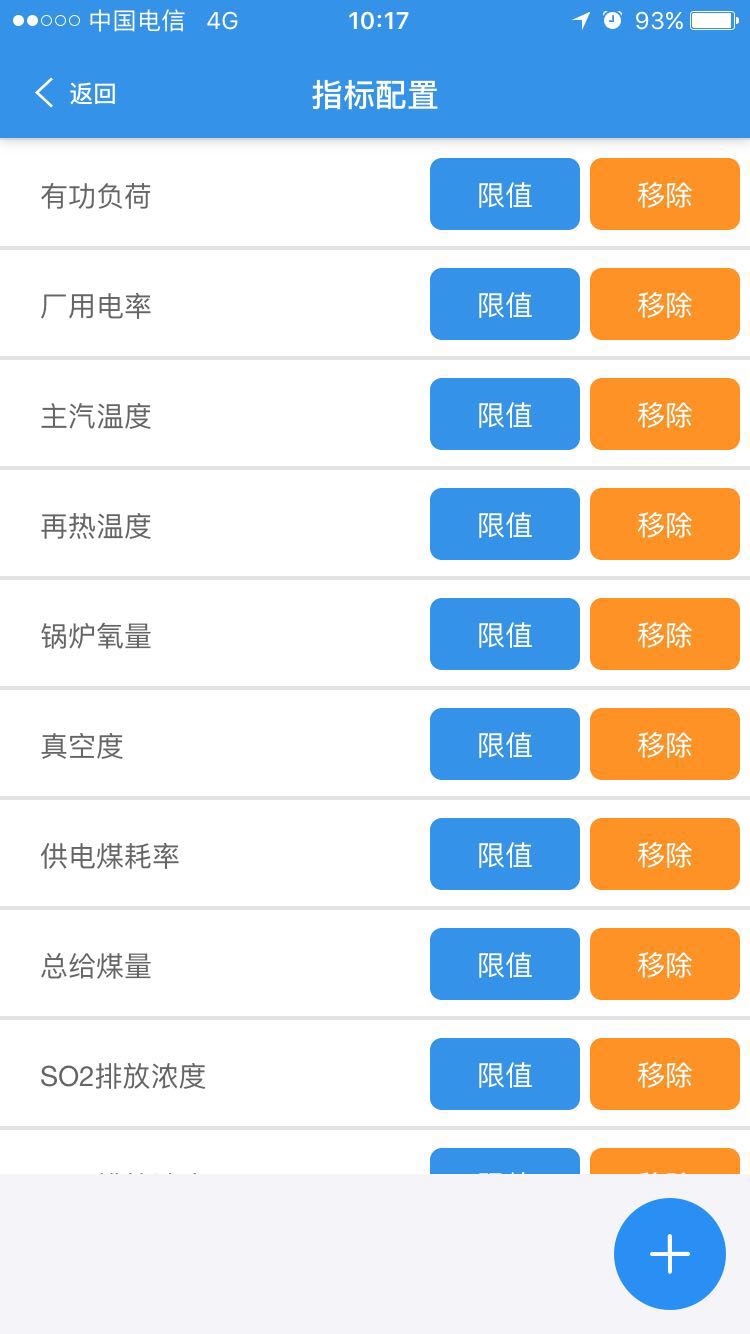 中国电信 4G 10:17 93%
返回 指标配置
有功负荷 限值 移除
厂用电率 限值 移除
主汽温度 限值 移除
再热温度 限值 移除
锅炉氧量 限值 移除
真空度 限值 移除
供电煤耗率 限值 移除
总给煤量 限值 移除
SO2排放浓度 限值 移除